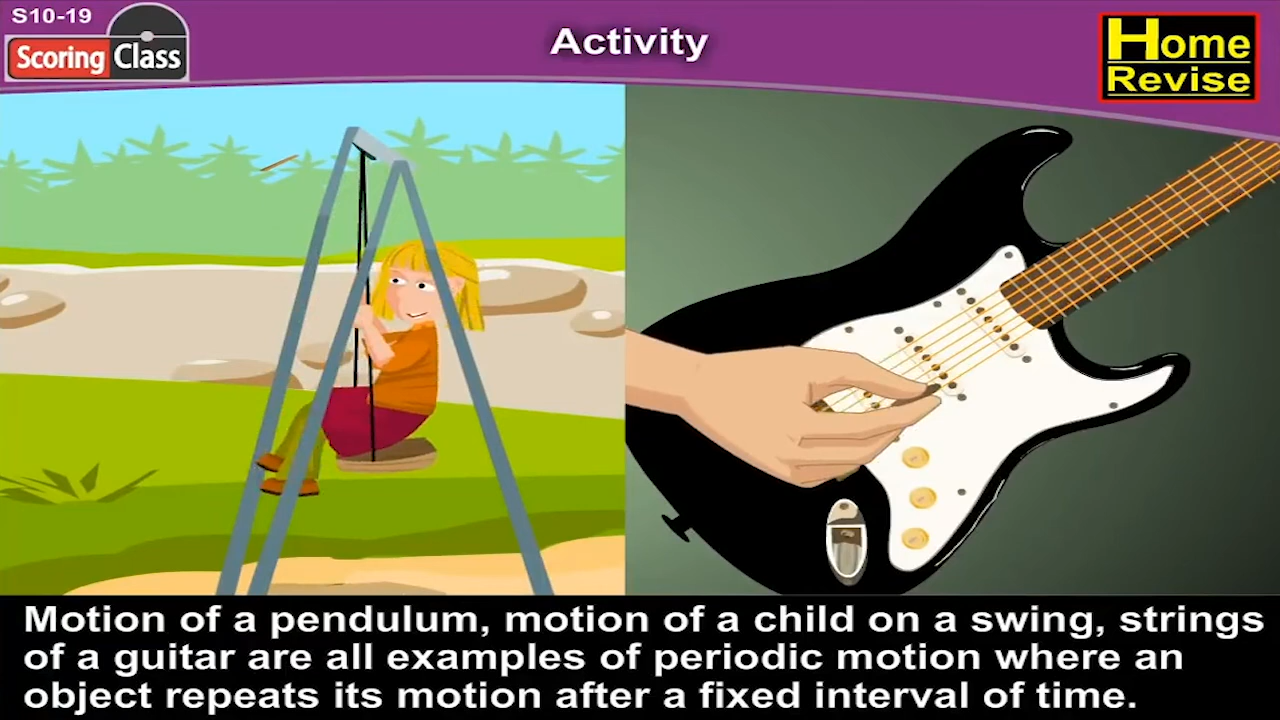 S10-19
Scoring Class
Activity
Home
Revise
Motion of a pendulum, motion of a child on a swing, strings
of a guitar are all examples of periodic motion where an
object repeats its motion after a fixed interval of time.